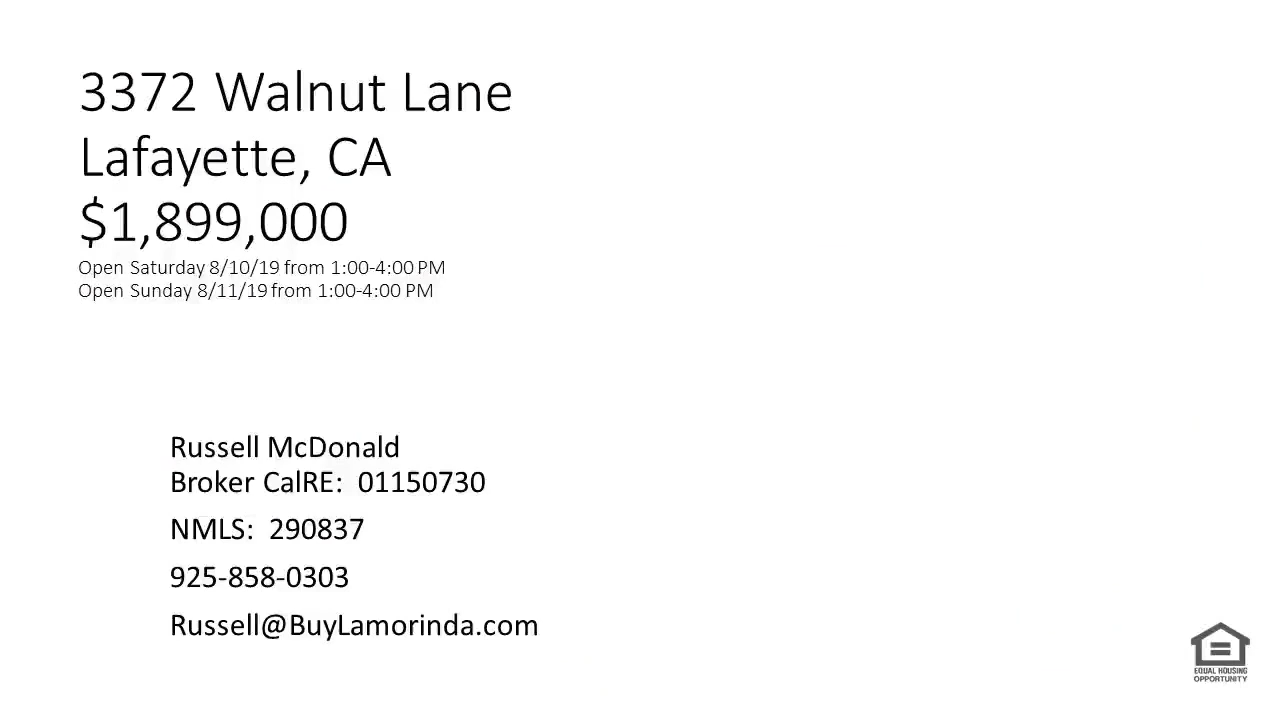 3372 Walnut Lane
Lafayette, CA
$1,899,000
Open Saturday 8/10/19 from 1:00-4:00 PM
Open Sunday 8/11/19 from 1:00-4:00 PM
Russell McDonald
Broker CalRE: 01150730
NMLS: 290837
925-858-0303
Russell@BuyLamorinda.com
EQUAL HOUSING
OPPORTUNITY